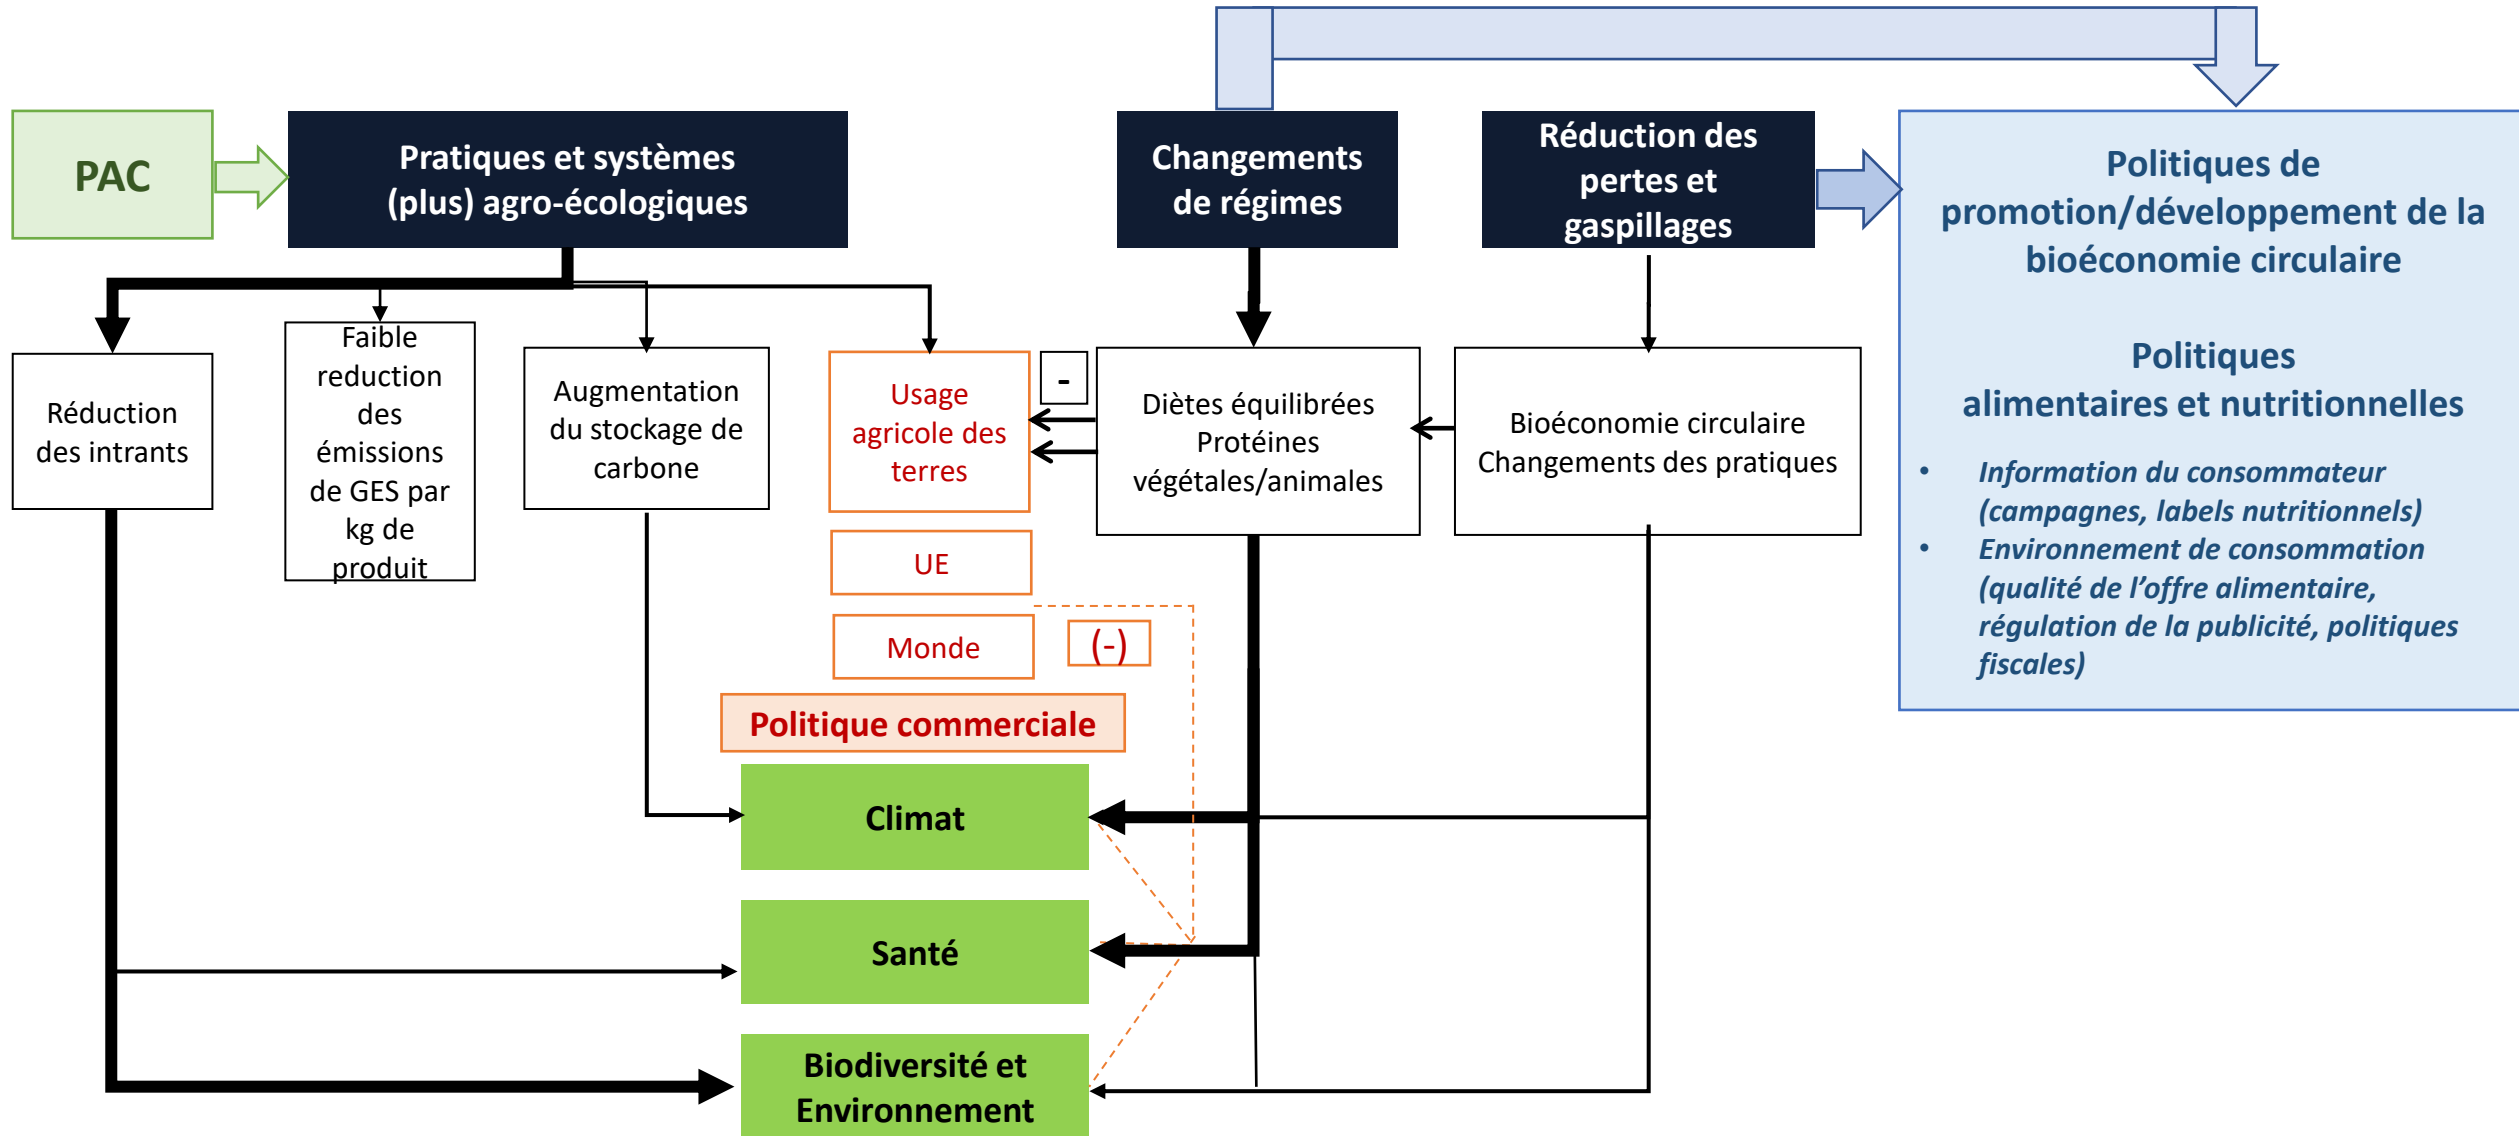 PAC
Pratiques et systèmes
(plus) agro-écologiques
Changements
de régimes
Réduction des
pertes et
gaspillages
Politiques de
promotion/développement de la
bioéconomie circulaire
Politiques
alimentaires et nutritionnelles
• Information du consommateur
(campagnes, labels nutritionnels)
• Environnement de consommation
(qualité de l’offre alimentaire,
régulation de la publicité, politiques
fiscales)
Réduction
des intrants
Faible
reduction
des
émissions
de GES par
kg de
produit
Augmentation
du stockage de
carbone
Usage
agricole des
terres
-
Diètes équilibrées
Protéines
végétales/animales
Bioéconomie circulaire
Changements des pratiques
UE
Monde
(-)
Politique commerciale
Climat
Santé
Biodiversité et
Environnement